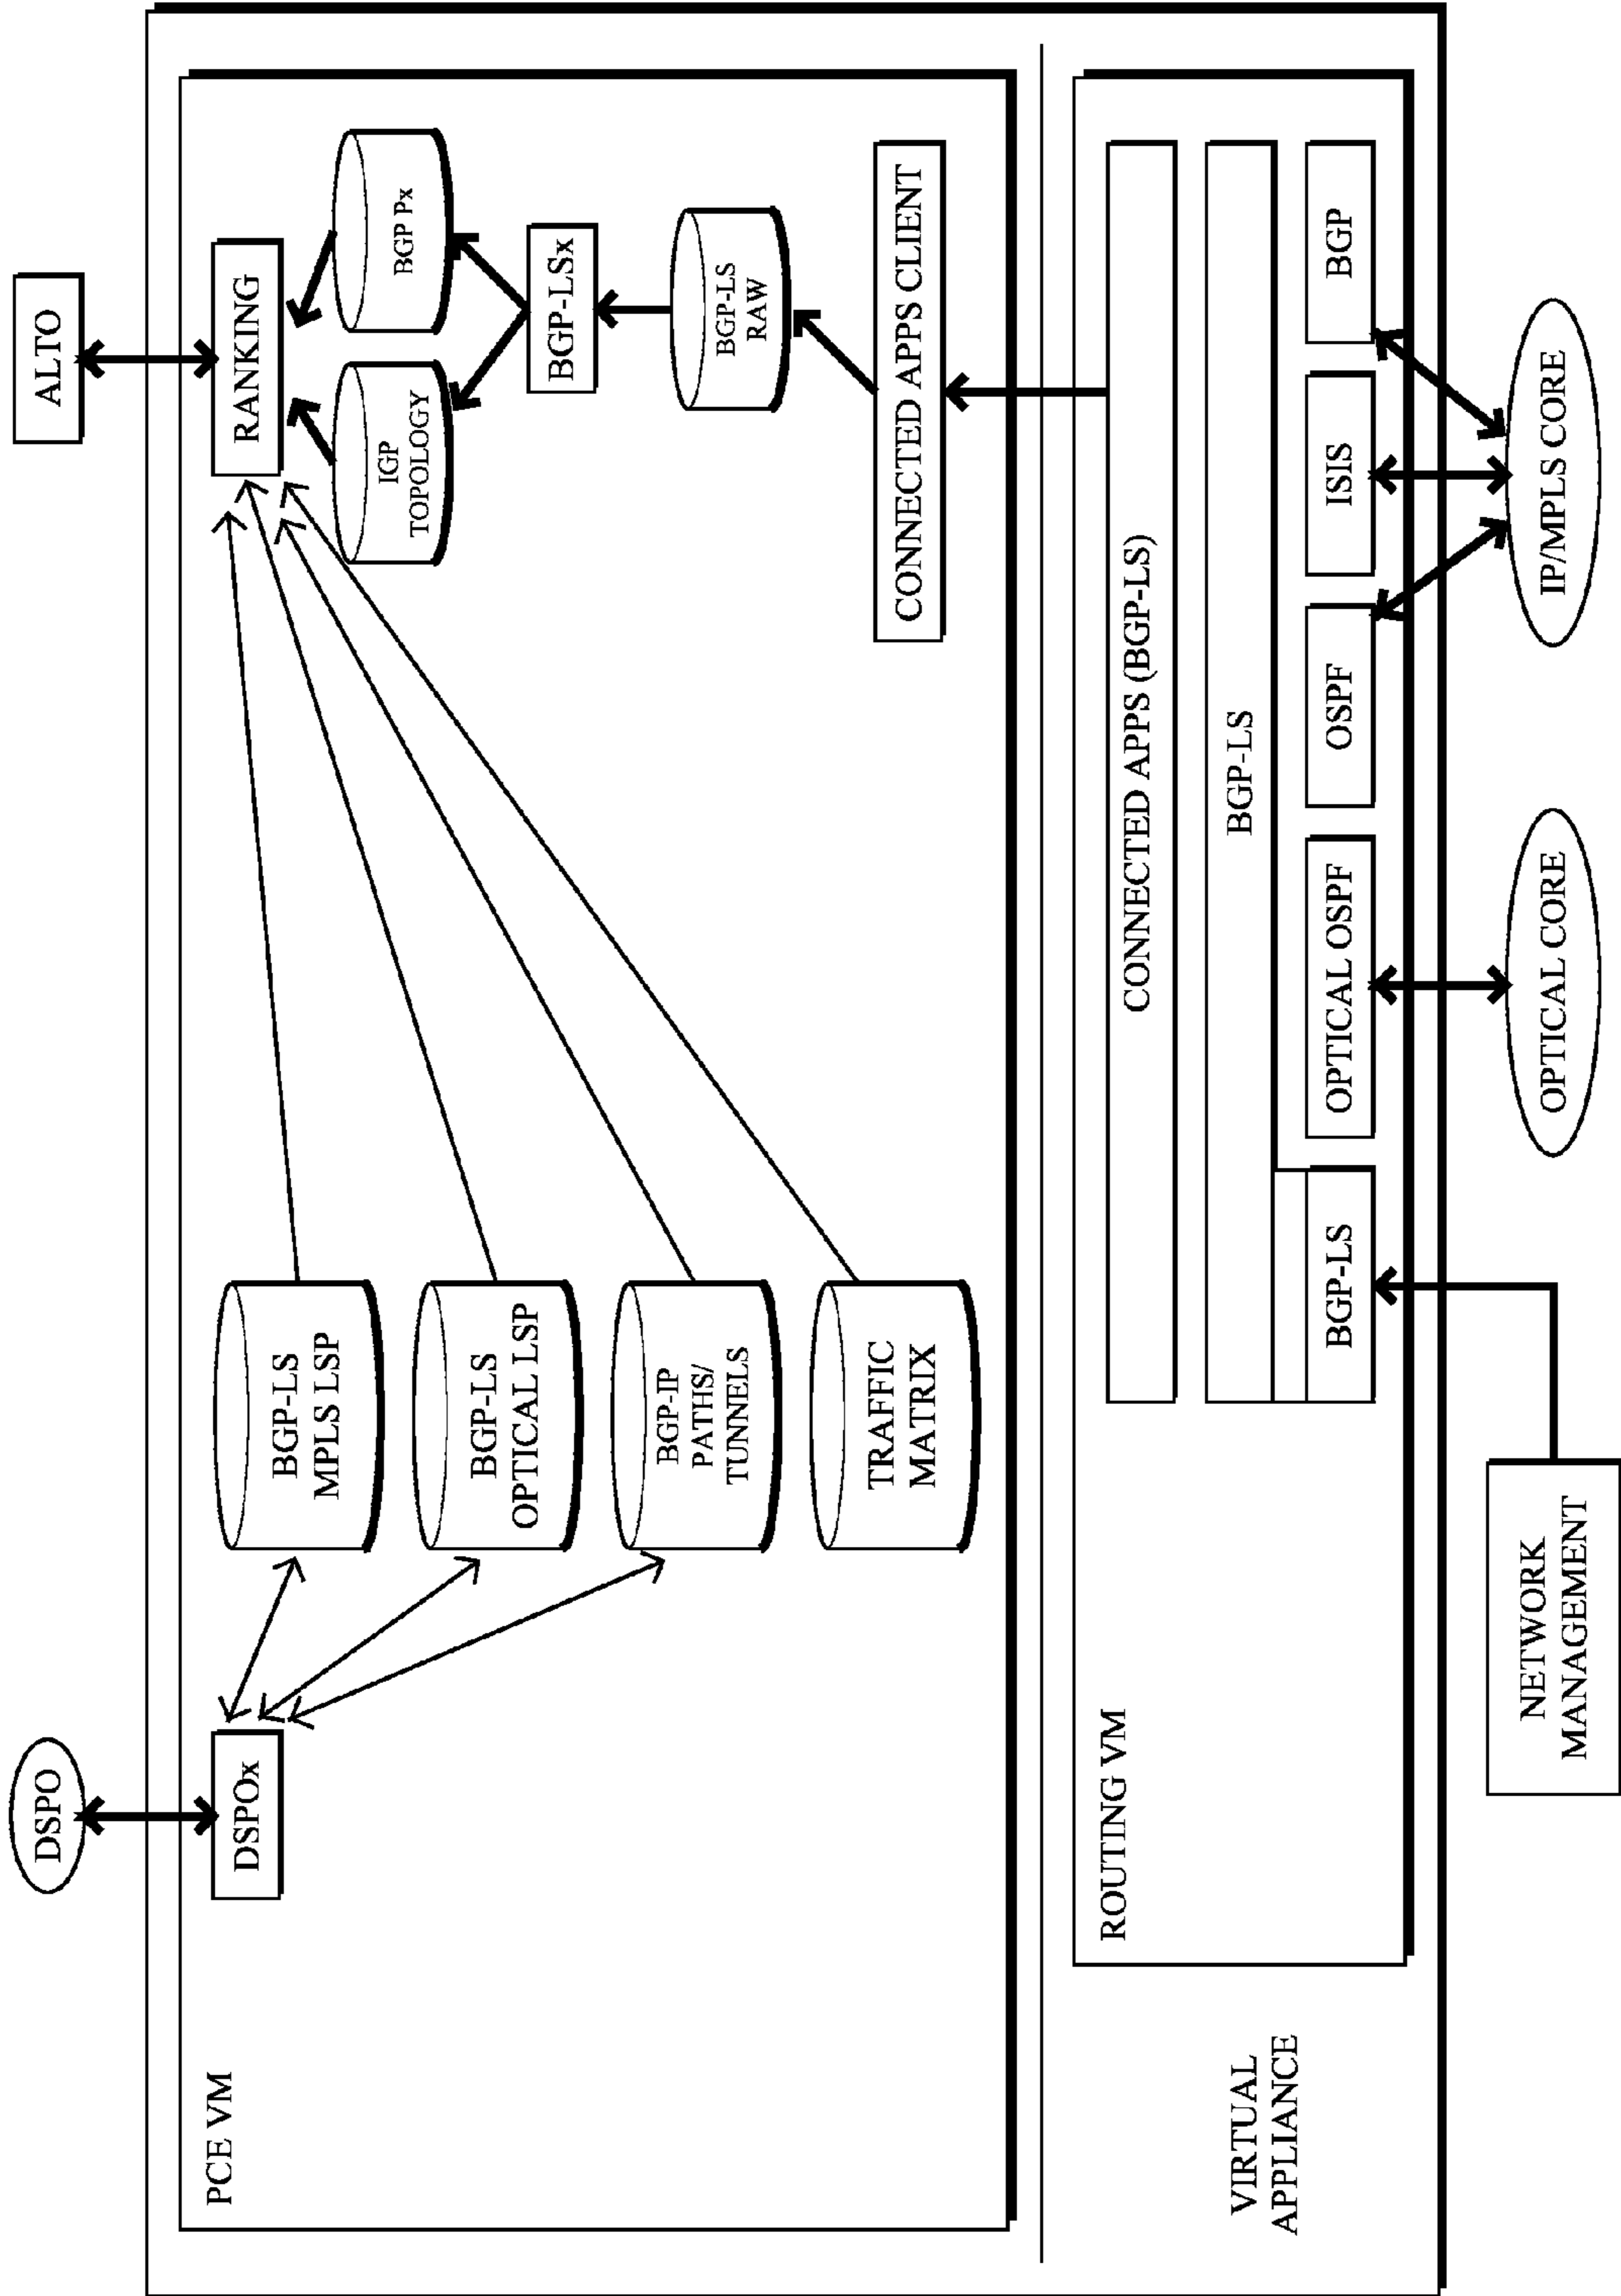 DSPO
ALTO
PCE VM
DSPOx
BGP-LS
MPLS LSP
BGP-LS
OPTICAL LSP
BGP-IP
PATHS/
TUNNELS
TRAFFIC
MATRIX
RANKING
IGP
TOPOLOGY
BGP Px
BGP-LSx
BGP-LS
RAW
CONNECTED APPS CLIENT
VIRTUAL
APPLIANCE
ROUTING VM
CONNECTED APPS (BGP-LS)
BGP-LS
BGP-LS
OPTICAL OSPF
OSPF
ISIS
BGP
NETWORK
MANAGEMENT
OPTICAL CORE
IP/MPLS CORE